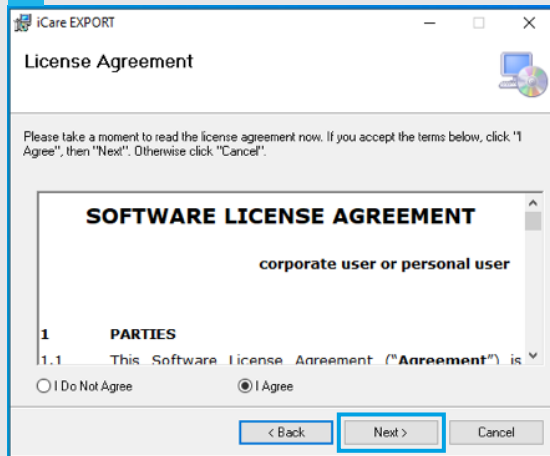 iCare EXPORT
License Agreement
Please take a moment to read the license agreement now. If you accept the terms below, click "I
Agree", then "Next". Otherwise click "Cancel".
SOFTWARE LICENSE AGREEMENT
corporate user or personal user
1 PARTIES
1.1 This Software License Agreement ("Agreement") is
I Do Not Agree I Agree
< Back Next > Cancel